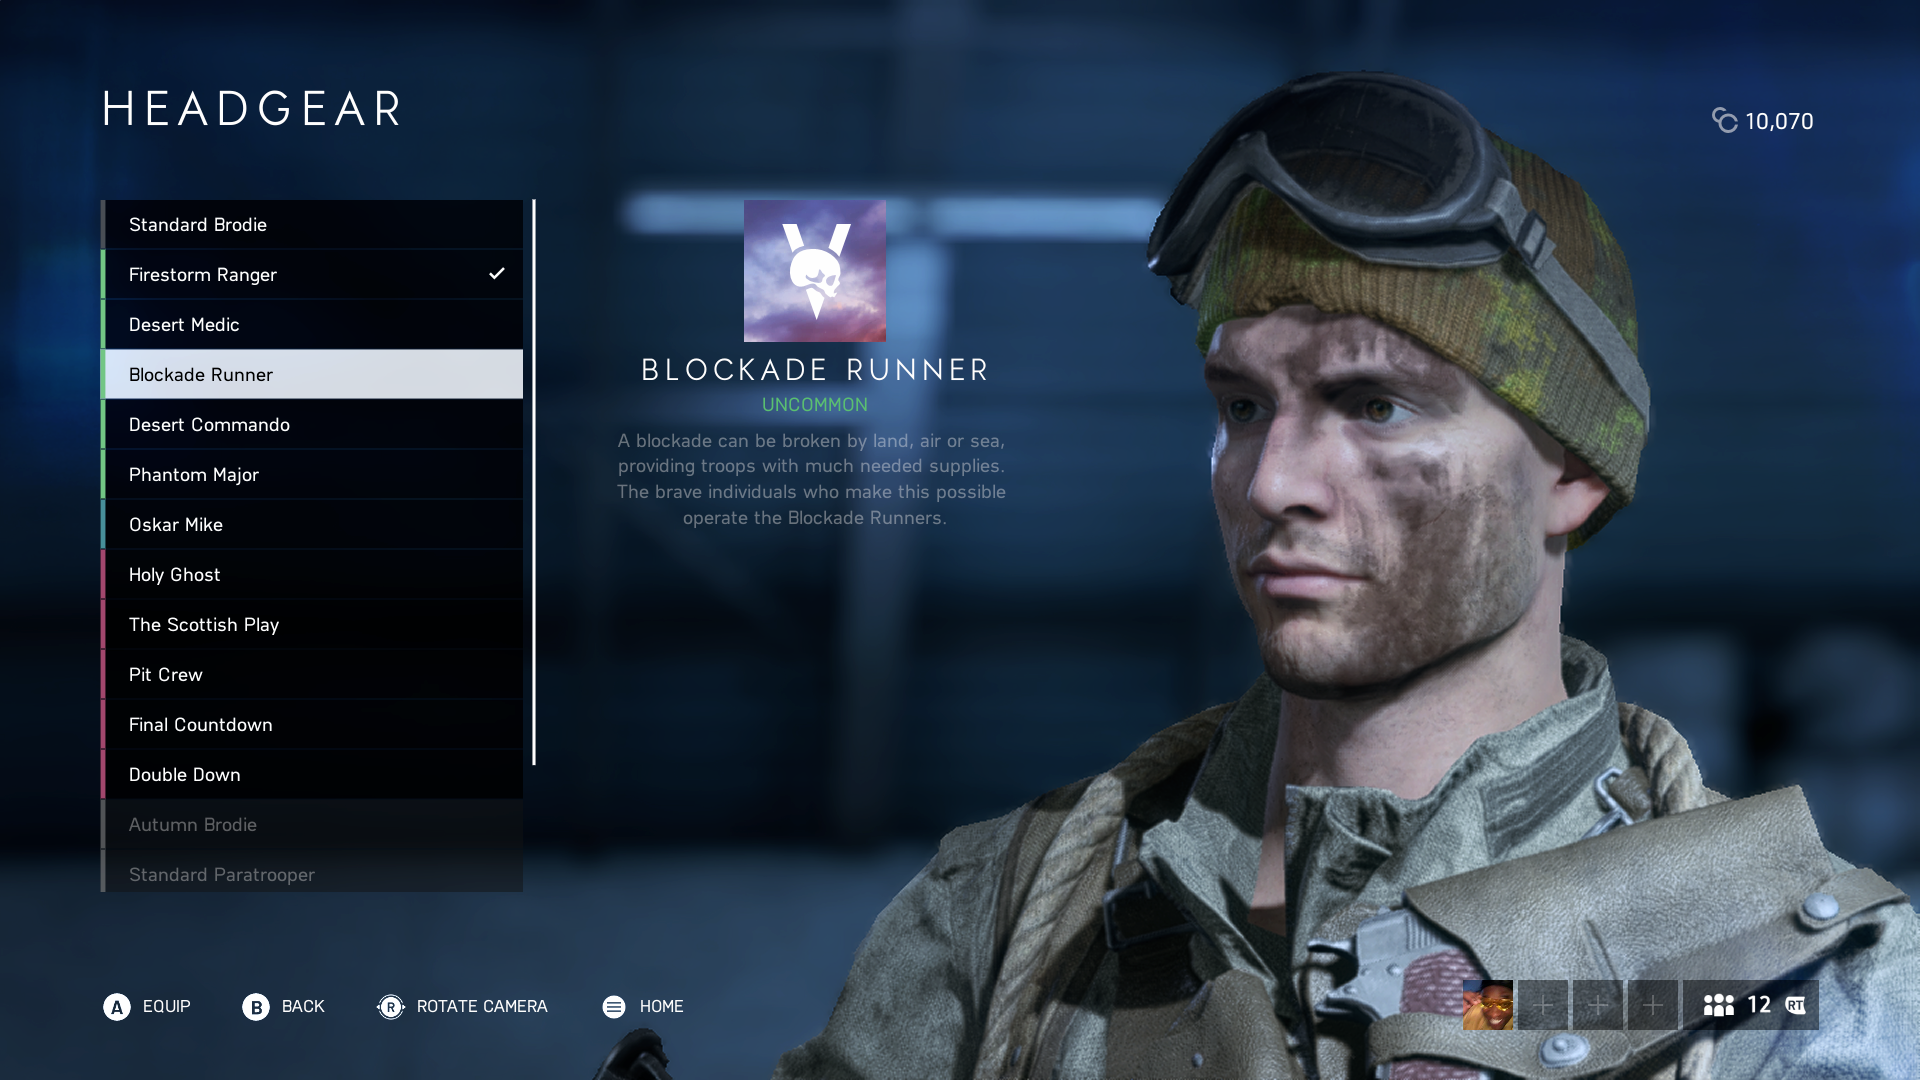 HEADGEAR
10,070
Standard Brodie
Firestorm Ranger
Desert Medic
Blockade Runner
Desert Commando
Phantom Major
Oskar Mike
Holy Ghost
The Scottish Play
Pit Crew
Final Countdown
Double Down
Autumn Brodie
Standard Paratrooper
BLOCKADE RUNNER
UNCOMMON
A blockade can be broken by land, air or sea,
providing troops with much needed supplies.
The brave individuals who make this possible
operate the Blockade Runners.
A EQUIP
B BACK
R ROTATE CAMERA
HOME
12 RT